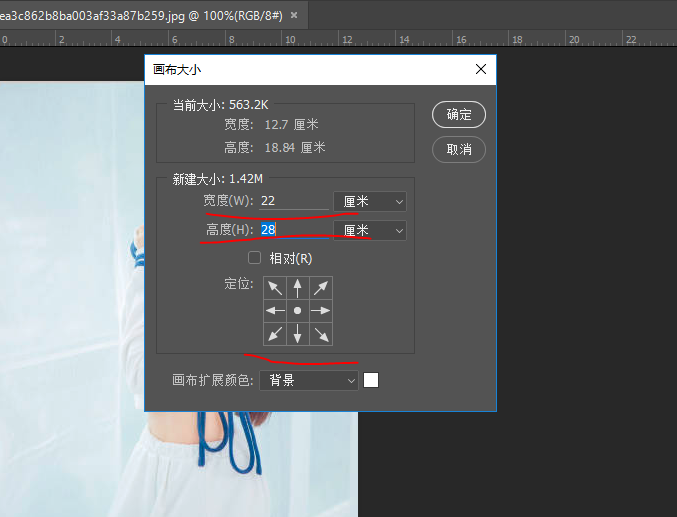 ea3c862b8ba003af33a87b259.jpg @ 100%(RGB/8#) ×
0 2 4 6 8 10 12 14 16 18 20 22
画布大小
当前大小: 563.2K
宽度: 12.7 厘米
高度: 18.84 厘米
确定
取消
新建大小: 1.42M
宽度(W): 22 厘米
高度(H): 28 厘米
相对(R)
定位:
画布扩展颜色: 背景